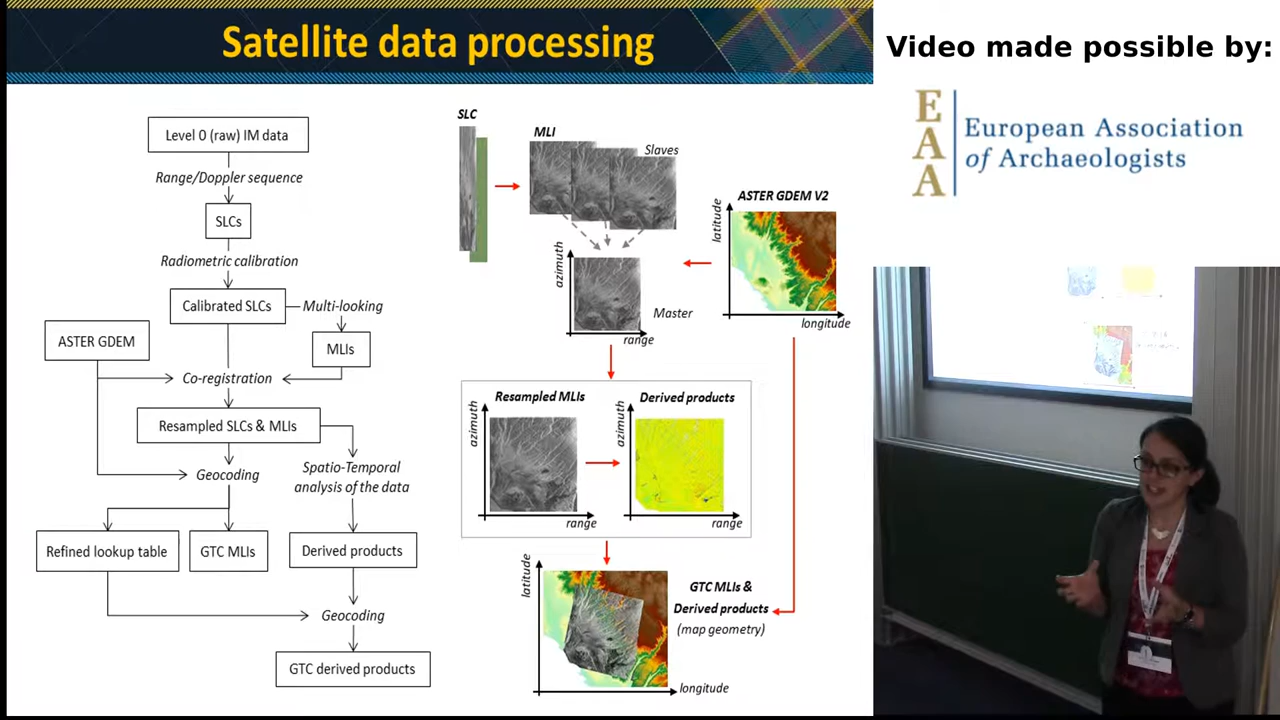 Satellite data processing
Level 0 (raw) IM data
Range/Doppler sequence
SLCs
Radiometric calibration
Calibrated SLCs
Multi-looking
ASTER GDEM
MLIs
Co-registration
Resampled SLCs & MLIs
Geocoding
Spatio-Temporal
analysis of the data
Refined lookup table
GTC MLIs
Derived products
Geocoding
GTC derived products
SLC
MLI
Slaves
ASTER GDEM V2
latitude
longitude
azimuth
Master
range
Resampled MLIs
azimuth
range
Derived products
azimuth
range
latitude
GTC MLIs &
Derived products
(map geometry)
longitude
Video made possible by:
EAA
European Association
of Archaeologists